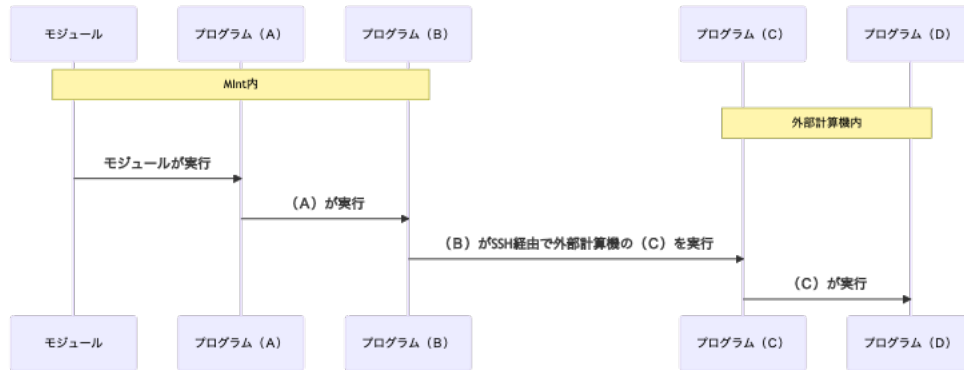 モジュール
プログラム（A）
プログラム（B）
プログラム（C）
プログラム（D）
MInt内
外部計算機内
モジュールが実行
（A）が実行
（B）がSSH経由で外部計算機の（C）を実行
（C）が実行
モジュール
プログラム（A）
プログラム（B）
プログラム（C）
プログラム（D）